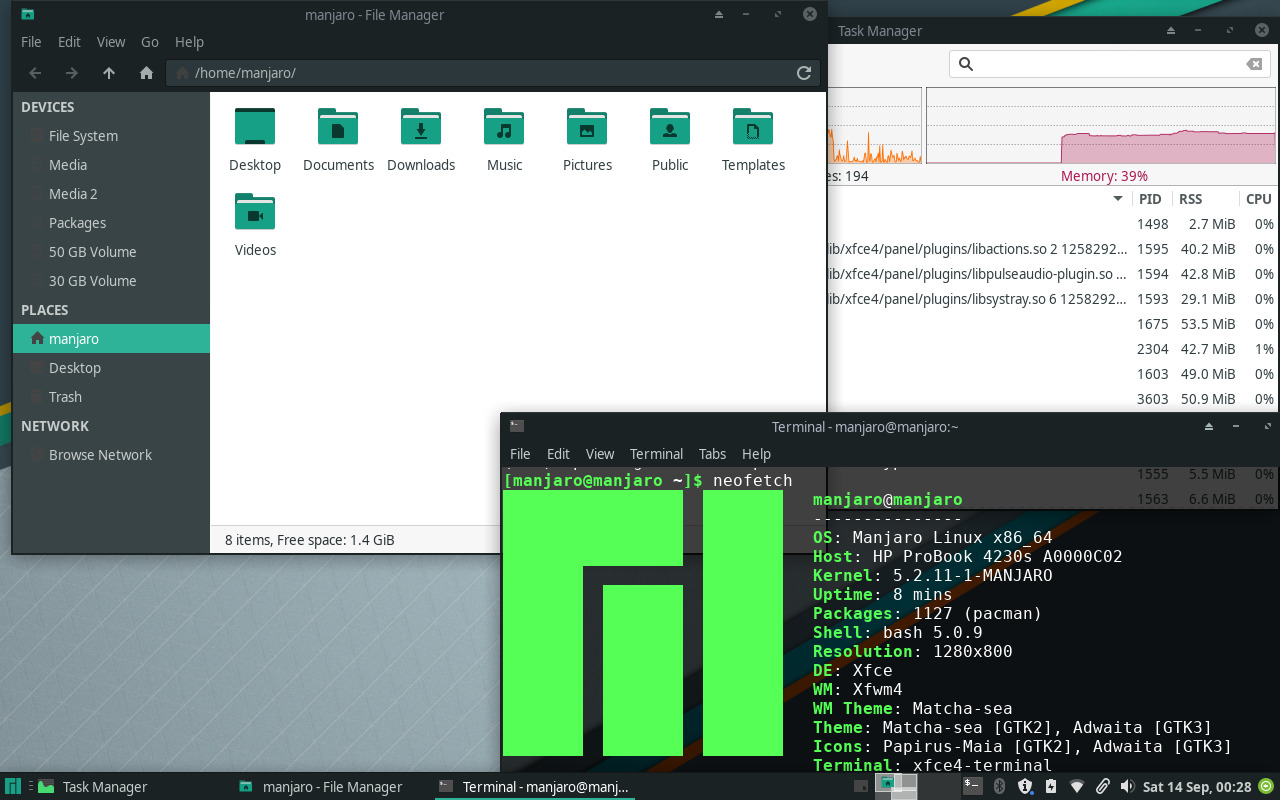 manjaro - File Manager
File Edit View Go Help
/home/manjaro/
DEVICES
File System
Media
Media 2
Packages
50 GB Volume
30 GB Volume
PLACES
manjaro
Desktop
Trash
NETWORK
Browse Network
Desktop Documents Downloads Music Pictures Public Templates
Videos
8 items, Free space: 1.4 GiB
Task Manager
es: 194 Memory: 39%
PID RSS CPU
1498 2.7 MiB 0%
lib/xfce4/panel/plugins/libactions.so 2 1258292... 1595 40.2 MiB 0%
lib/xfce4/panel/plugins/libpulseaudio-plugin.so ... 1594 42.8 MiB 0%
lib/xfce4/panel/plugins/libsystray.so 6 1258292... 1593 29.1 MiB 0%
1675 53.5 MiB 0%
2304 42.7 MiB 1%
1603 49.0 MiB 0%
3603 50.9 MiB 0%
1555 5.5 MiB 0%
1563 6.6 MiB 0%
Terminal - manjaro@manjaro:~
File Edit View Terminal Tabs Help
[manjaro@manjaro ~]$ neofetch
manjaro@manjaro
---------------
OS: Manjaro Linux x86_64
Host: HP ProBook 4230s A0000C02
Kernel: 5.2.11-1-MANJARO
Uptime: 8 mins
Packages: 1127 (pacman)
Shell: bash 5.0.9
Resolution: 1280x800
DE: Xfce
WM: Xfwm4
WM Theme: Matcha-sea
Theme: Matcha-sea [GTK2], Adwaita [GTK3]
Icons: Papirus-Maia [GTK2], Adwaita [GTK3]
Terminal: xfce4-terminal
Task Manager manjaro - File Manager Terminal - manjaro@manj... Sat 14 Sep, 00:28